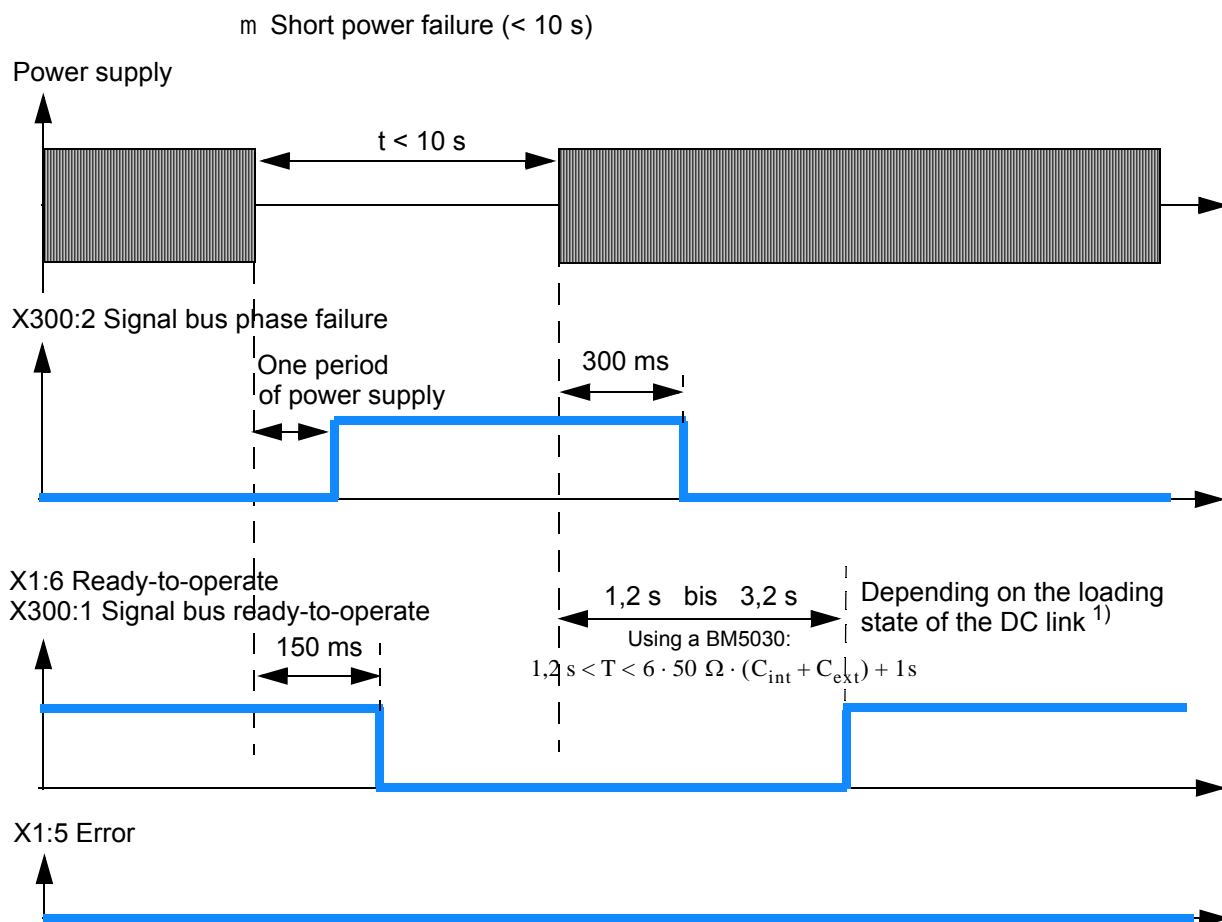 m Short power failure (< 10 s)
Power supply
t < 10 s
X300:2 Signal bus phase failure
One period
of power supply
300 ms
X1:6 Ready-to-operate
X300:1 Signal bus ready-to-operate
150 ms
1,2 s bis 3,2 s
Using a BM5030:
1,2 s < T < 6 · 50 Ω · (C_int + C_ext) + 1s
Depending on the loading
state of the DC link 1)
X1:5 Error